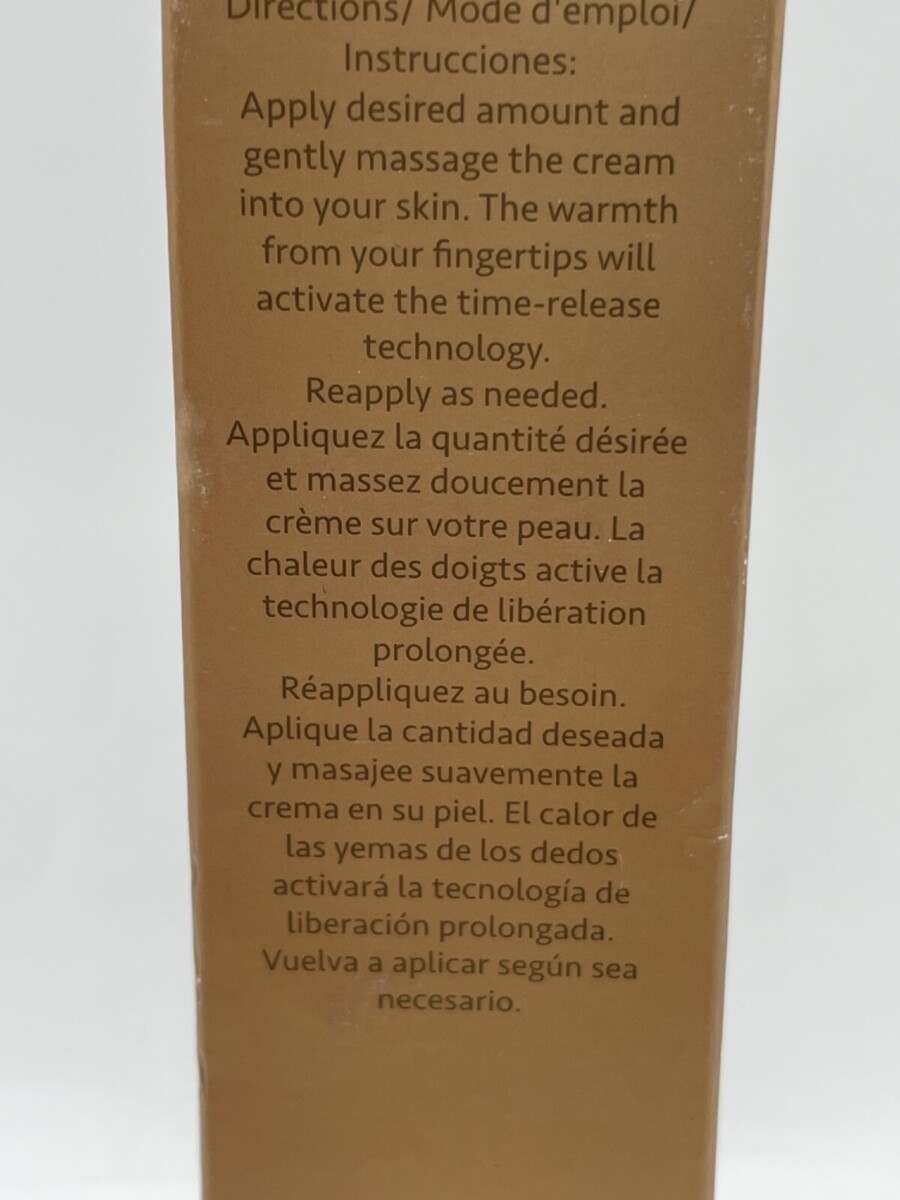 Directions/ Mode d'emploi/
Instrucciones:
Apply desired amount and
gently massage the cream
into your skin. The warmth
from your fingertips will
activate the time-release
technology.
Reapply as needed.
Appliquez la quantité désirée
et massez doucement la
crème sur votre peau. La
chaleur des doigts active la
technologie de libération
prolongée.
Réappliquez au besoin.
Aplique la cantidad deseada
y masajee suavemente la
crema en su piel. El calor de
las yemas de los dedos
activará la tecnología de
liberación prolongada.
Vuelva a aplicar según sea
necesario.